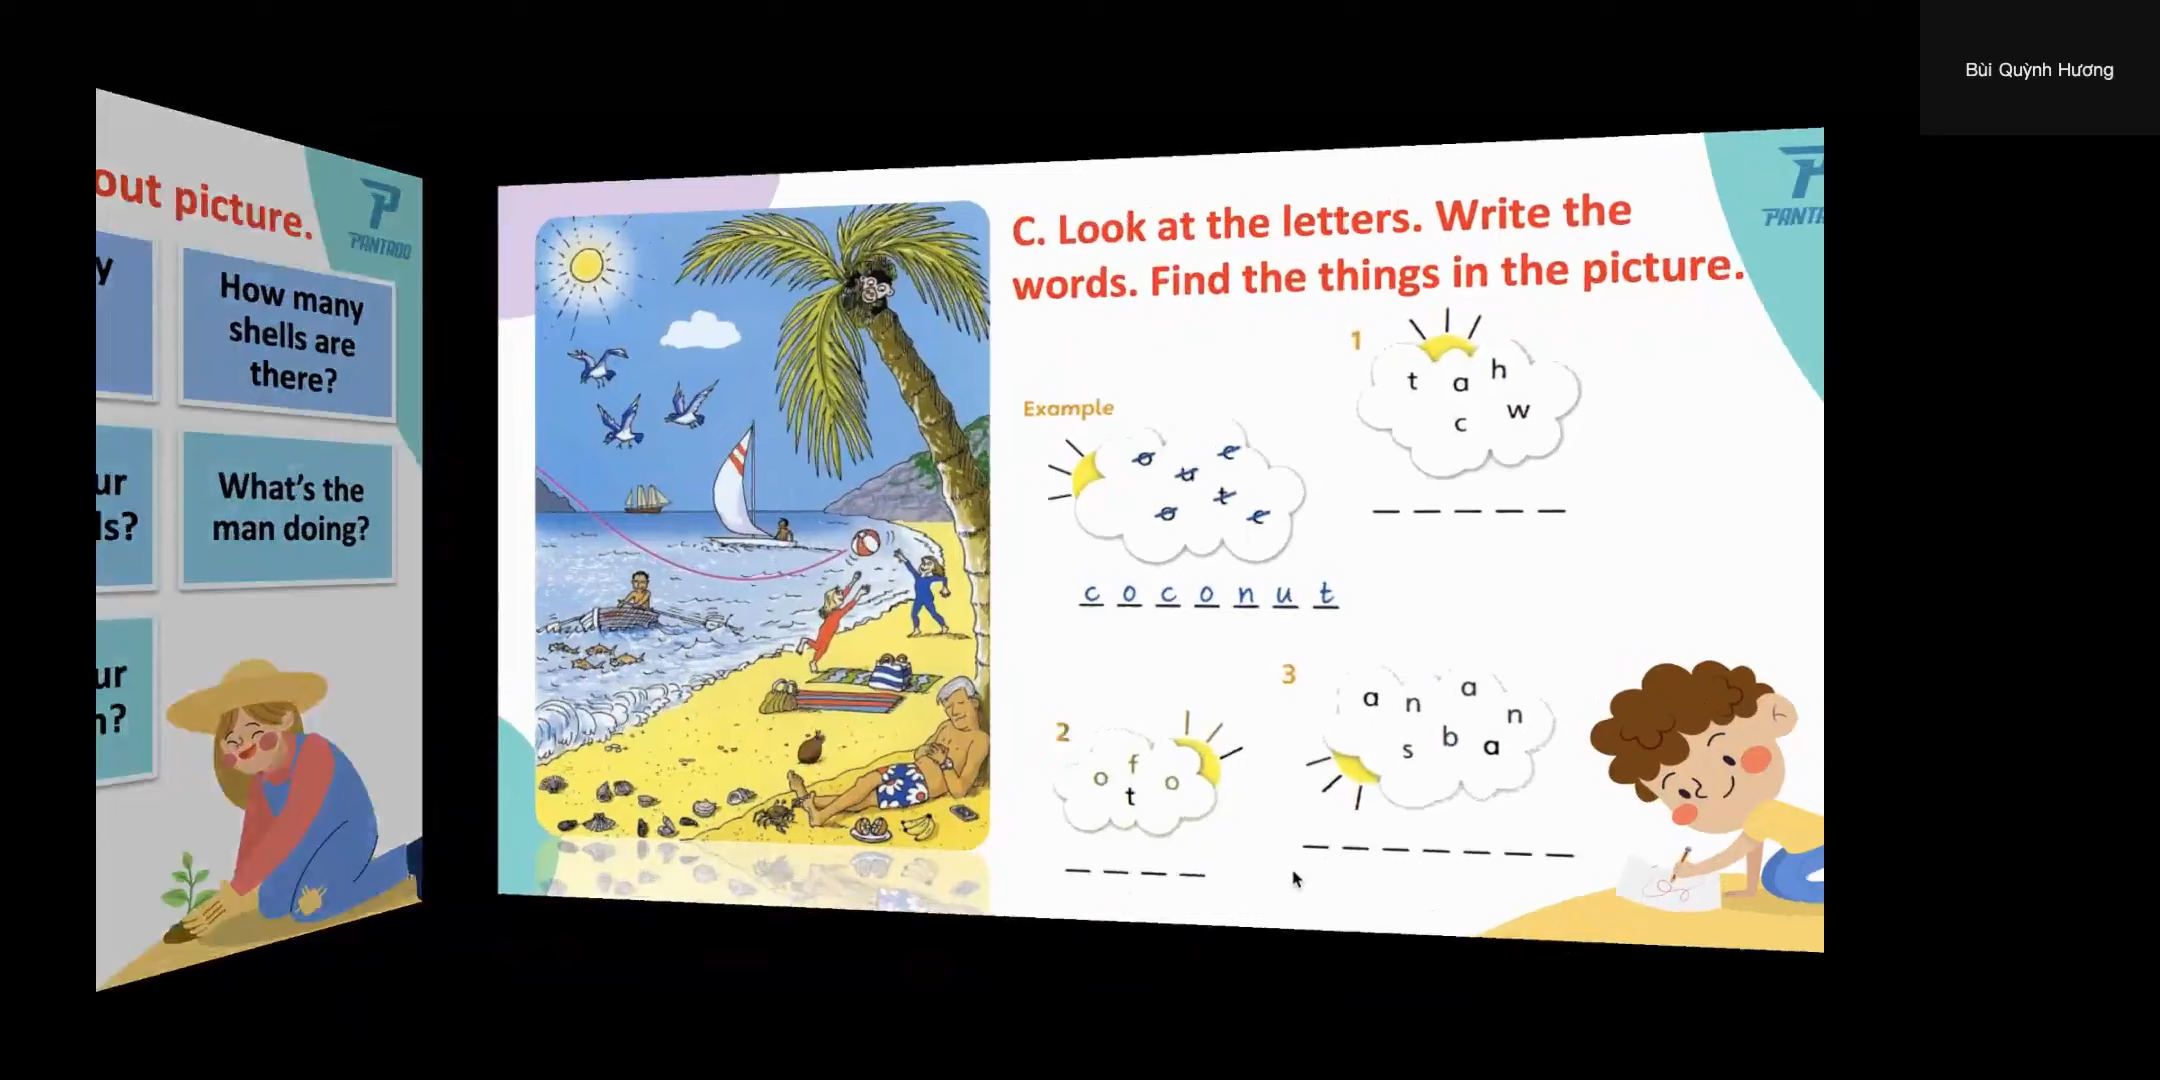 Bùi Quỳnh Hương
out picture.
PANTADO
y
How many
shells are
there?
ur
ls?
What's the
man doing?
ur
n?
C. Look at the letters. Write the
words. Find the things in the picture.
PANTA
Example
o u c
o t c
c o c o n u t
1
t a h
c w
2
o f o
t
3
a n a n
s b a